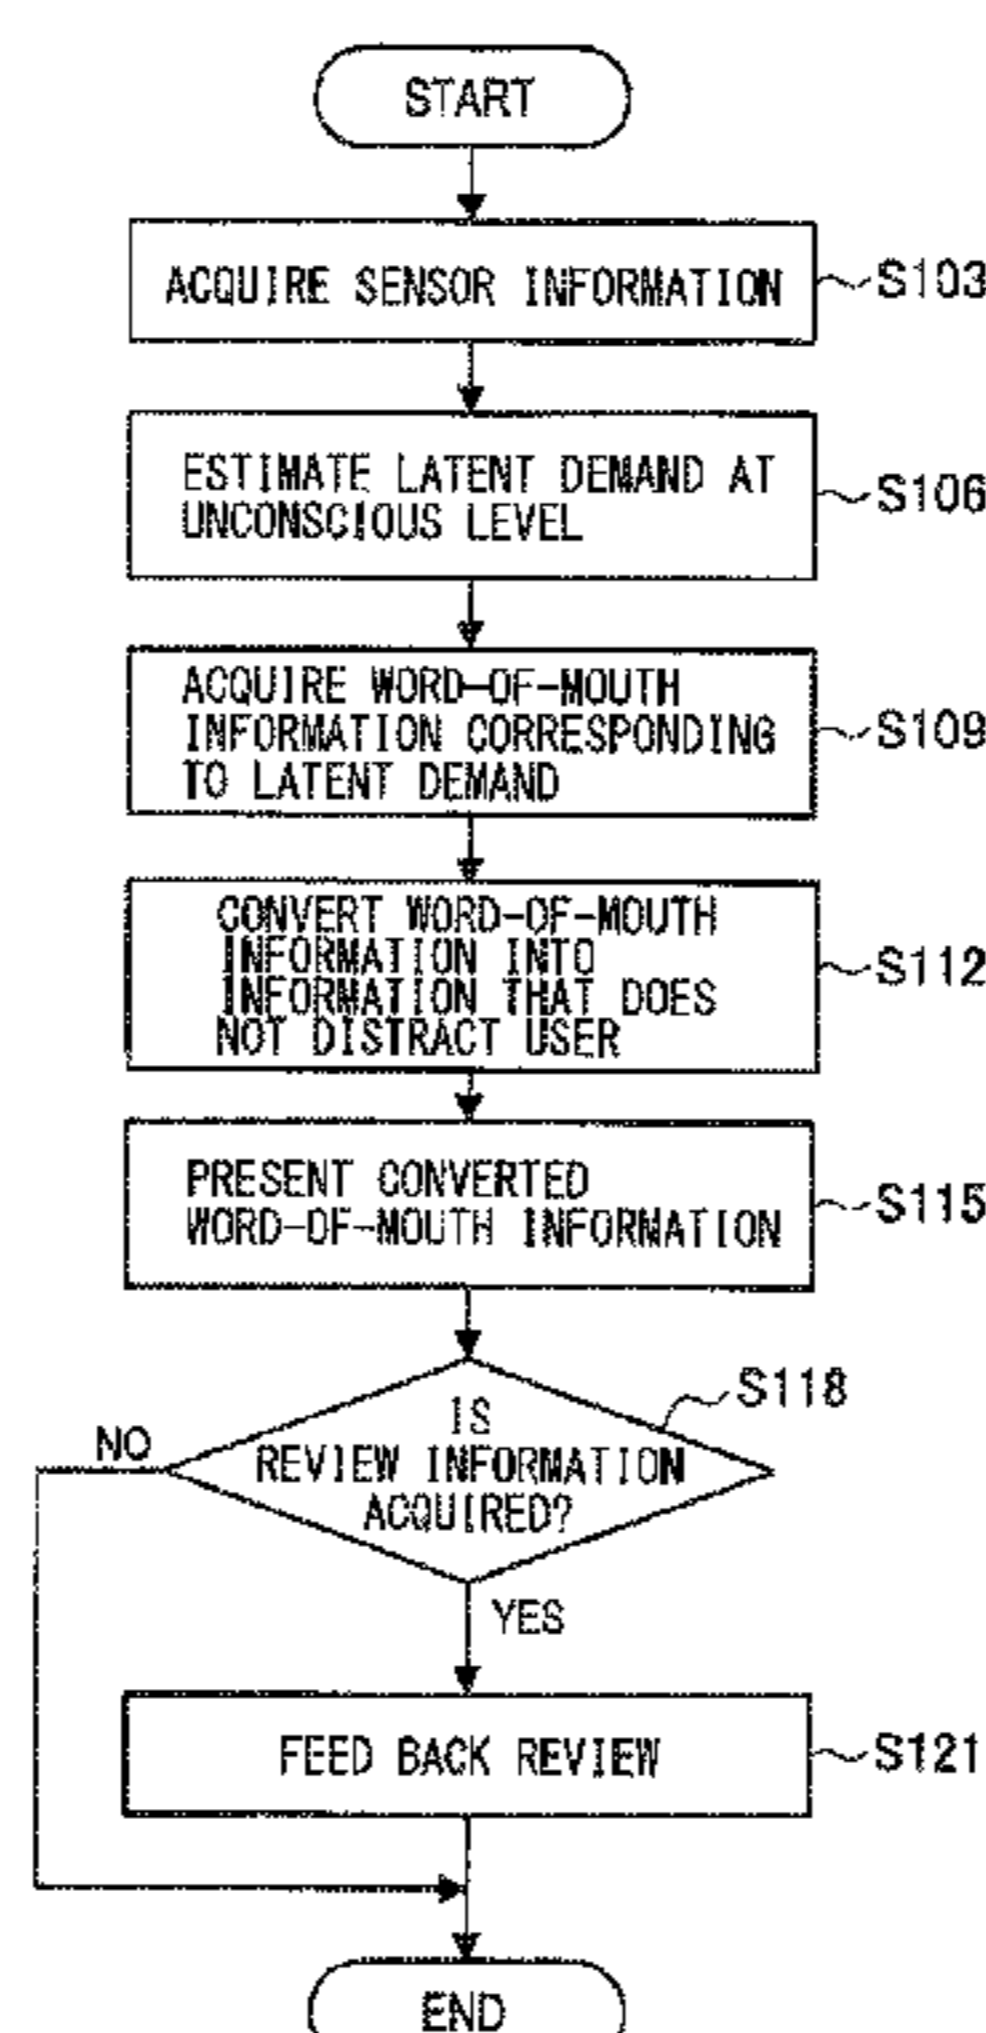 START
ACQUIRE SENSOR INFORMATION
S103
ESTIMATE LATENT DEMAND AT
UNCONSCIOUS LEVEL
S106
ACQUIRE WORD-OF-MOUTH
INFORMATION CORRESPONDING
TO LATENT DEMAND
S109
CONVERT WORD-OF-MOUTH
INFORMATION INTO
INFORMATION THAT DOES
NOT DISTRACT USER
S112
PRESENT CONVERTED
WORD-OF-MOUTH INFORMATION
S115
S118
IS
REVIEW INFORMATION
ACQUIRED?
NO
YES
FEED BACK REVIEW
S121
END